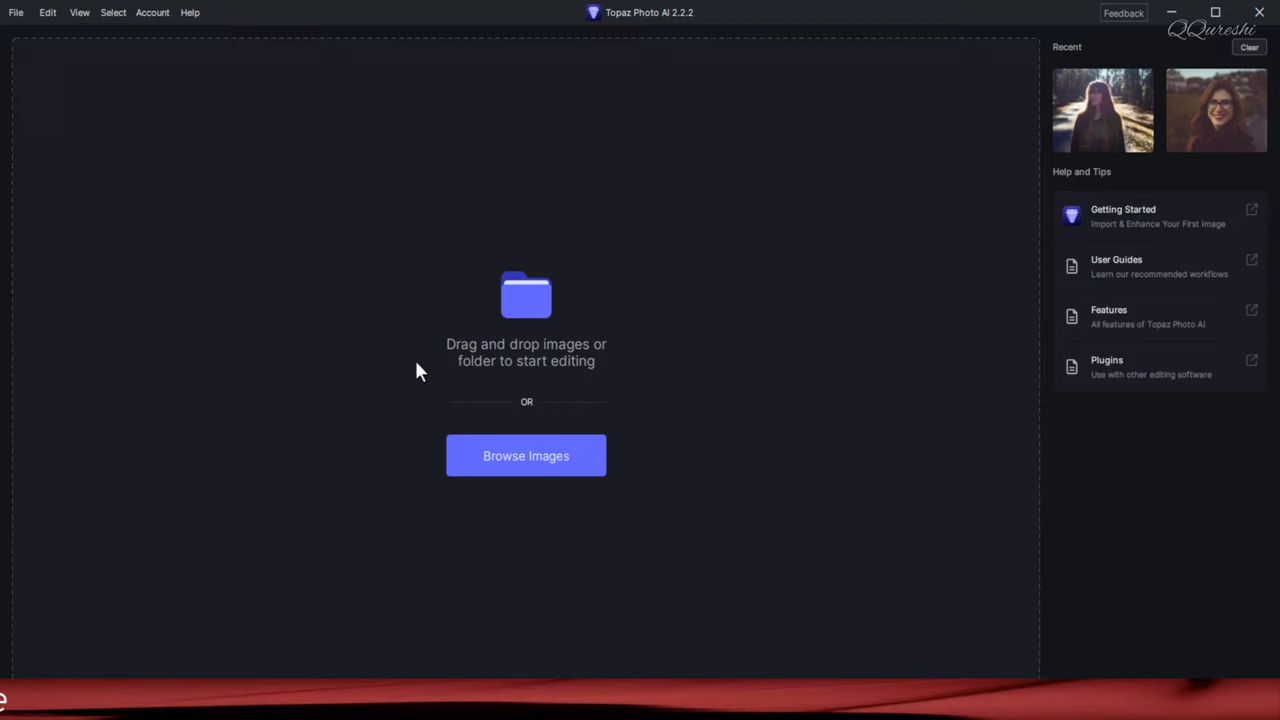 File Edit View Select Account Help
Topaz Photo AI 2.2.2
Feedback
QQureshi
Recent
Clear
Help and Tips
Getting Started
Import & Enhance Your First Image
User Guides
Learn our recommended workflows
Features
All features of Topaz Photo AI
Plugins
Use with other editing software
Drag and drop images or
folder to start editing
OR
Browse Images
e